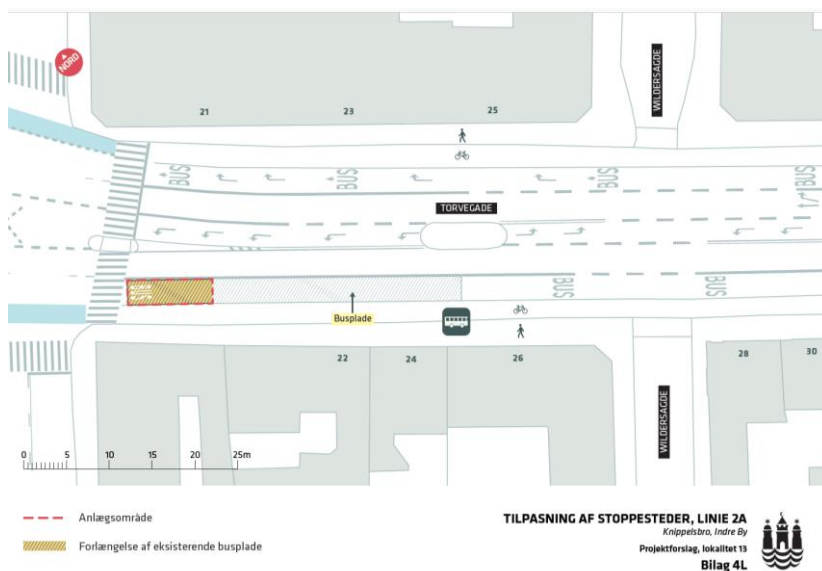 NORD
21
23
25
WILDERSAGDE
BUS
BUS
BUS
BUS
TORVEGADE
BUS
BUS
Busplade
22
24
26
28
30
WILDERSAGDE
0 5 10 15 20 25m
Anlægsområde
Forlængelse af eksisterende busplade
TILPASNING AF STOPPESTEDER, LINIE 2A
Knippelsbro, Indre By
Projektforslag, lokalitet 13
Bilag 4L